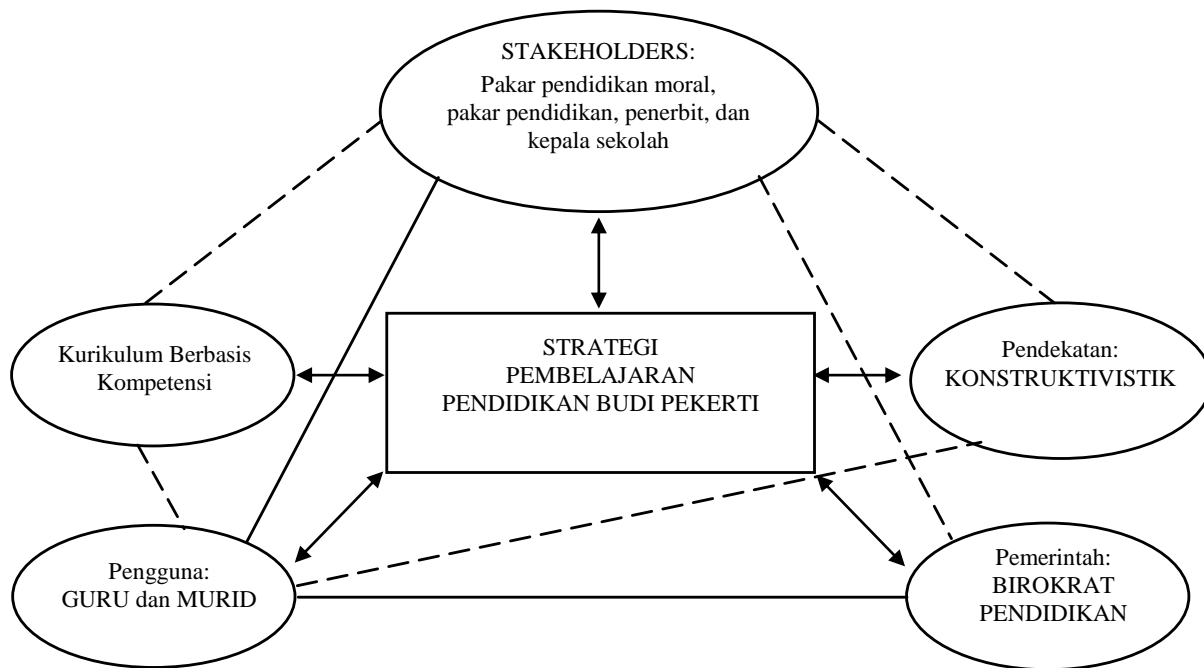 STAKEHOLDERS:
Pakar pendidikan moral,
pakar pendidikan, penerbit, dan
kepala sekolah
Kurikulum Berbasis
Kompetensi
STRATEGI
PEMBELAJARAN
PENDIDIKAN BUDI PEKERTI
Pendekatan:
KONSTRUKTIVISTIK
Pengguna:
GURU dan MURID
Pemerintah:
BIROKRAT
PENDIDIKAN